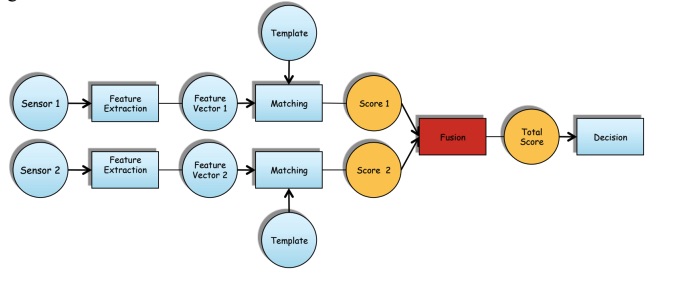 Template
Sensor 1
Feature
Extraction
Feature
Vector 1
Matching
Score 1
Fusion
Total
Score
Decision
Sensor 2
Feature
Extraction
Feature
Vector 2
Matching
Score 2
Template